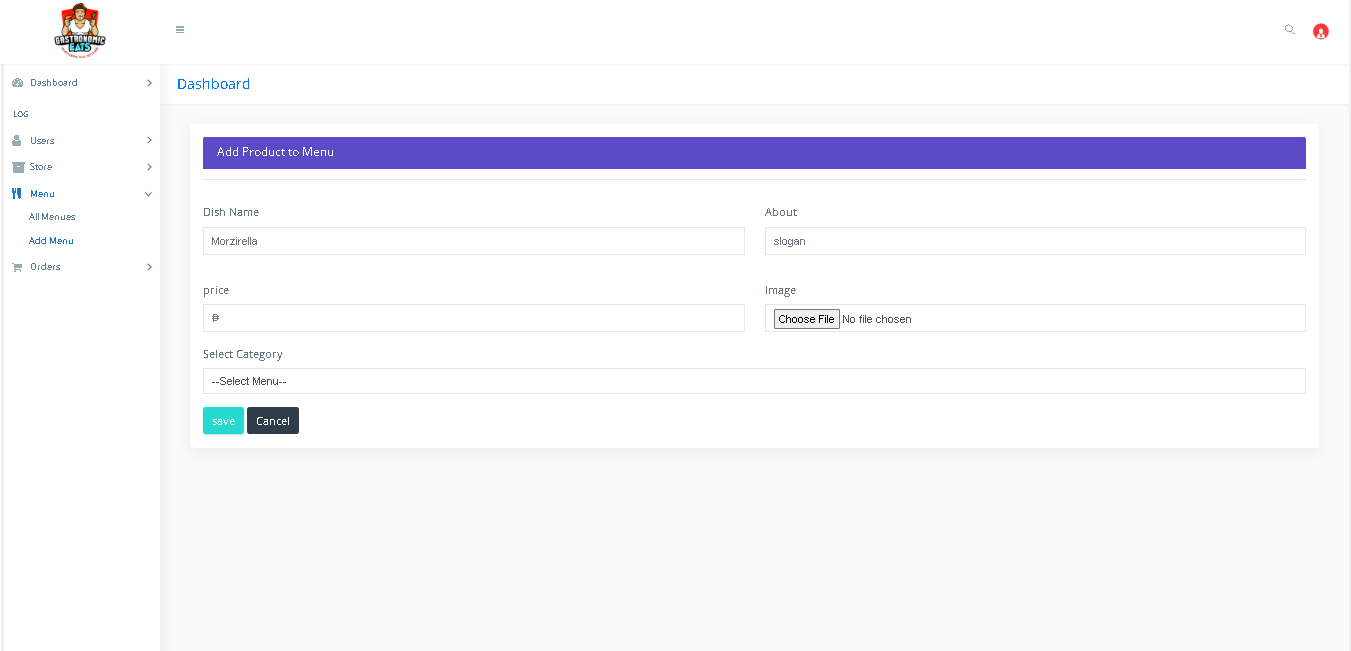 GASTRONOMIC
EATS
Dashboard
LOG
Users
Store
Menu
All Menues
Add Menu
Orders
Dashboard
Add Product to Menu
Dish Name
About
Morzirella
slogan
price
Image
₱
Choose File No file chosen
Select Category
--Select Menu--
save Cancel